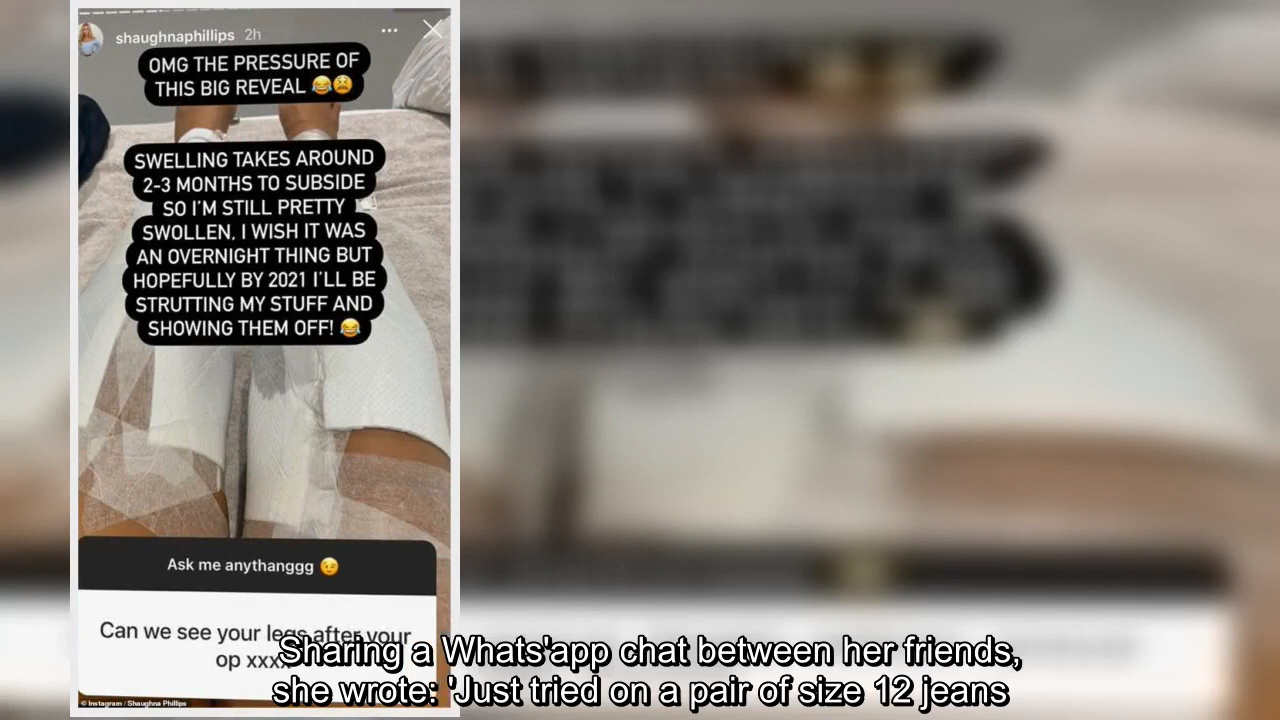 shaughnaphillips 2h
OMG THE PRESSURE OF
THIS BIG REVEAL 😂😫
SWELLING TAKES AROUND
2-3 MONTHS TO SUBSIDE
SO I'M STILL PRETTY
SWOLLEN, I WISH IT WAS
AN OVERNIGHT THING BUT
HOPEFULLY BY 2021 I'LL BE
STRUTTING MY STUFF AND
SHOWING THEM OFF! 😂
Ask me anythanggg 😉
Can we see your legs after your
op xxxx
Sharing a Whats'app chat between her friends,
she wrote: 'Just tried on a pair of size 12 jeans
© Instagram / Shaughna Phillips